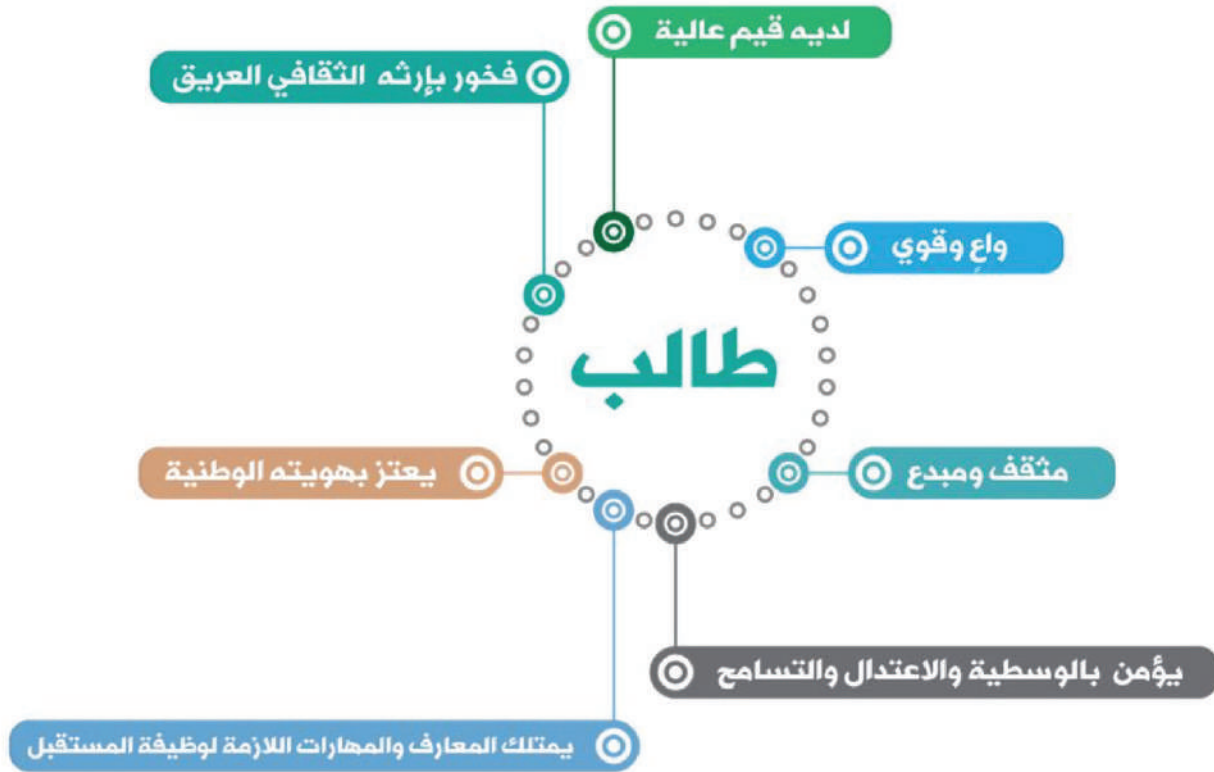 لديه قيم عالية
فخور بإرثه الثقافي العريق
واعٍ وقوي
طالب
مثقف ومبدع
يعتز بهويته الوطنية
يؤمن بالوسطية والاعتدال والتسامح
يمتلك المعارف والمهارات اللازمة لوظيفة المستقبل